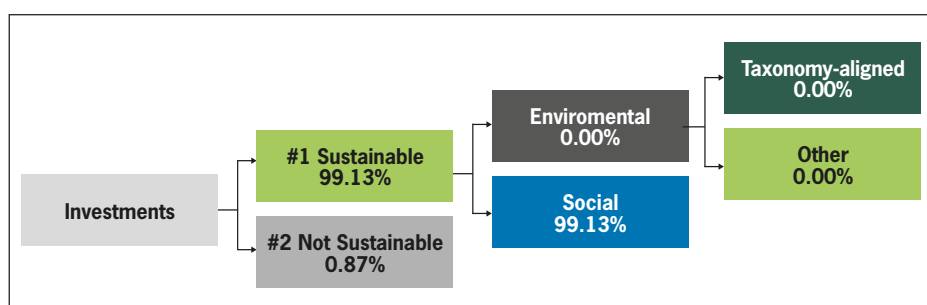 Investments
#1 Sustainable
99.13%
#2 Not Sustainable
0.87%
Enviromental
0.00%
Social
99.13%
Taxonomy-aligned
0.00%
Other
0.00%